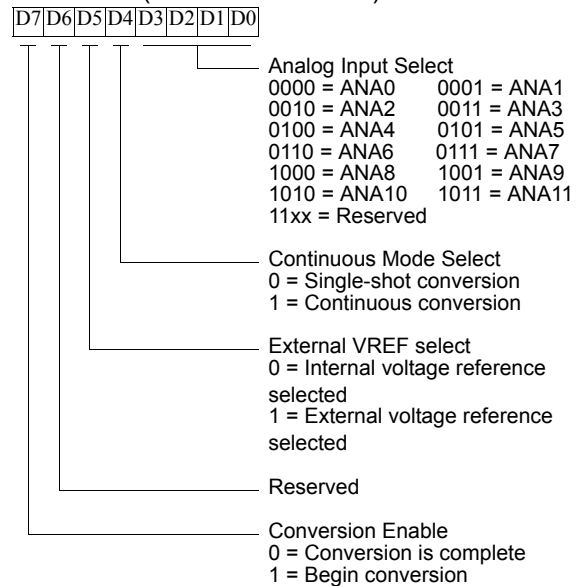 D7 D6 D5 D4 D3 D2 D1 D0
Analog Input Select
0000 = ANA0 0001 = ANA1
0010 = ANA2 0011 = ANA3
0100 = ANA4 0101 = ANA5
0110 = ANA6 0111 = ANA7
1000 = ANA8 1001 = ANA9
1010 = ANA10 1011 = ANA11
11xx = Reserved
Continuous Mode Select
0 = Single-shot conversion
1 = Continuous conversion
External VREF select
0 = Internal voltage reference
selected
1 = External voltage reference
selected
Reserved
Conversion Enable
0 = Conversion is complete
1 = Begin conversion